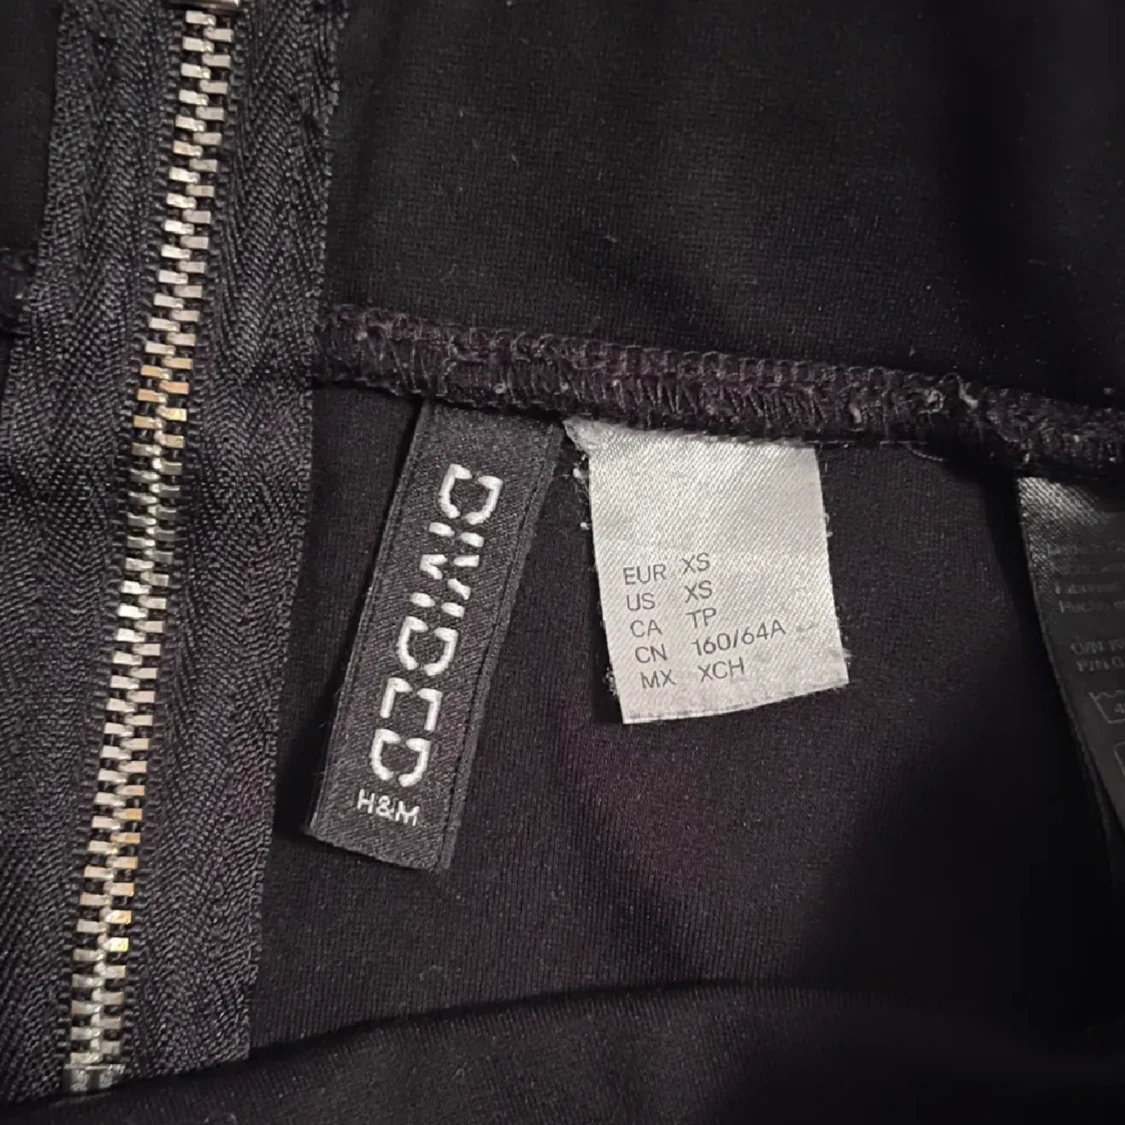 DIVIDED
H&M
EUR XS
US XS
CA TP
CN 160/64A
MX XCH